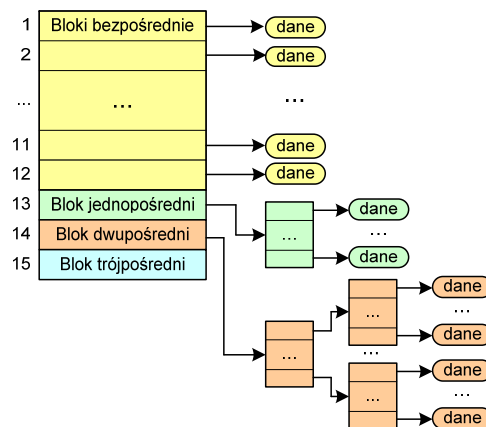 1 Bloki bezpośrednie dane
2 dane
... ... ...
11 dane
12 dane
13 Blok jednopośredni dane
... ...
dane
14 Blok dwupośredni
15 Blok trójpośredni
dane
... ...
dane
... ...
dane
... ...
dane